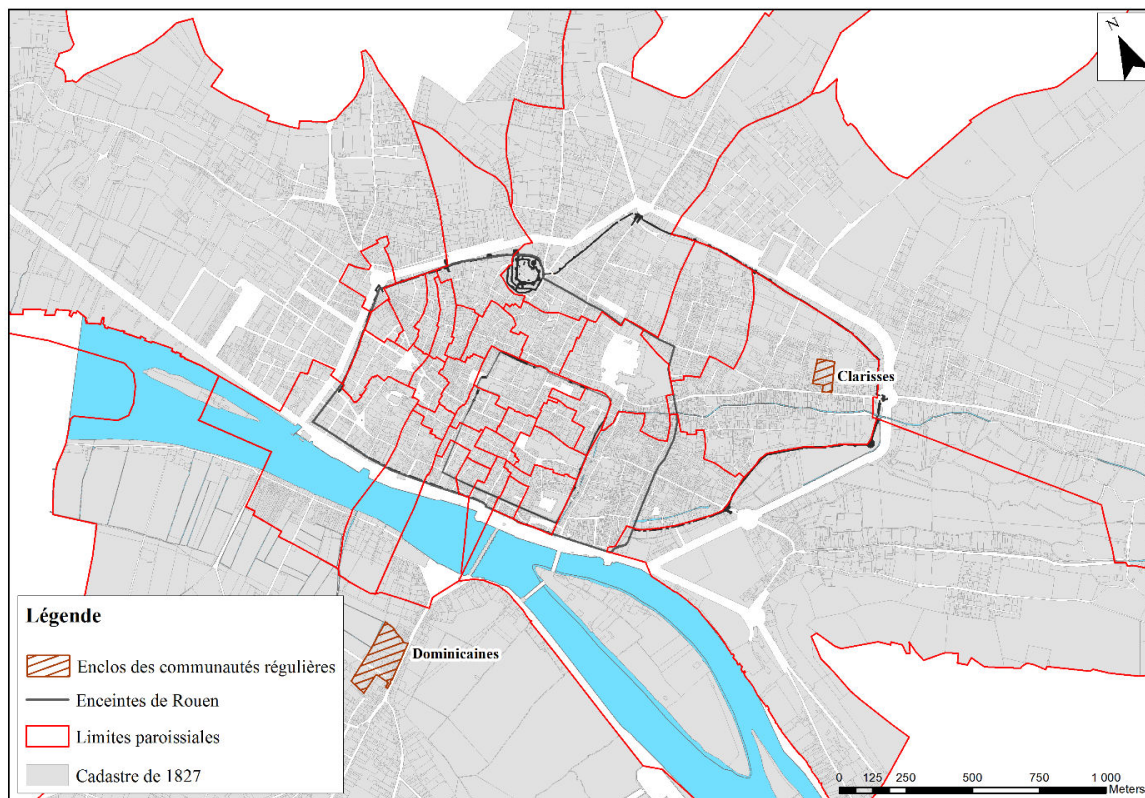 N
Clarisses
Dominicaines
Légende
Enclos des communautés régulières
Enceintes de Rouen
Limites paroissiales
Cadastre de 1827
0 125 250 500 750 1 000
Meters